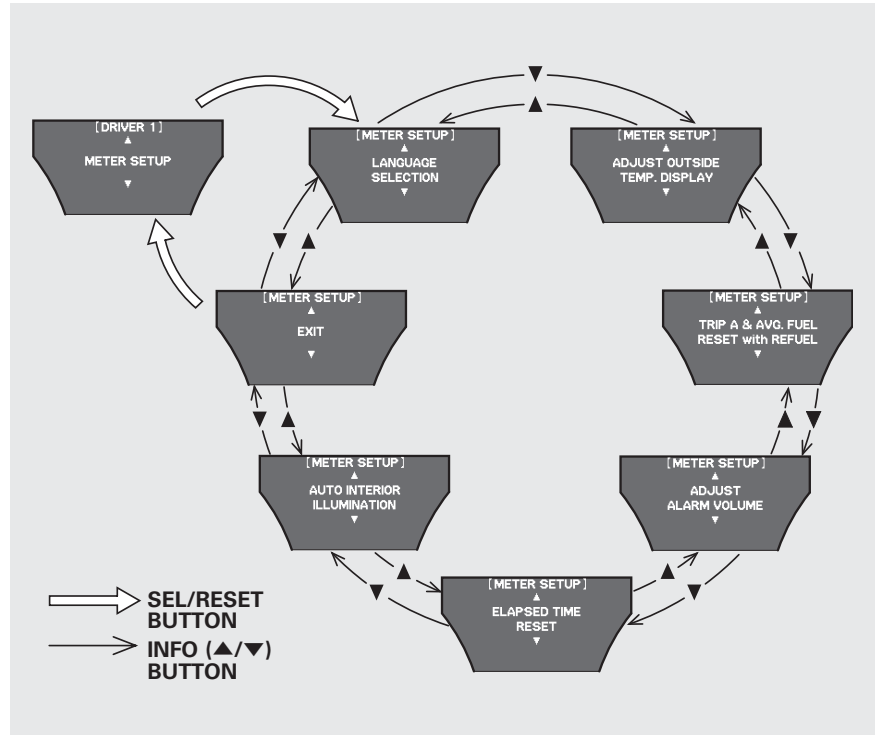 [DRIVER 1]
▲
METER SETUP
▼
[METER SETUP]
▲
LANGUAGE
SELECTION
▼
[METER SETUP]
▲
ADJUST OUTSIDE
TEMP. DISPLAY
▼
[METER SETUP]
▲
EXIT
▼
[METER SETUP]
▲
TRIP A & AVG. FUEL
RESET with REFUEL
▼
[METER SETUP]
▲
AUTO INTERIOR
ILLUMINATION
▼
[METER SETUP]
▲
ADJUST
ALARM VOLUME
▼
[METER SETUP]
▲
ELAPSED TIME
RESET
▼
SEL/RESET
BUTTON
INFO (▲/▼)
BUTTON